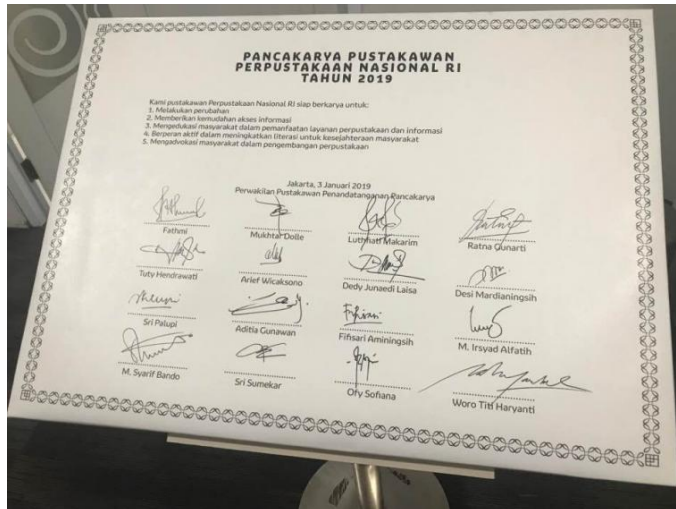 PANCAKARYA PUSTAKAWAN
PERPUSTAKAAN NASIONAL RI
TAHUN 2019
Kami pustakawan Perpustakaan Nasional RI siap berkarya untuk:
1. Melakukan perubahan
2. Memberikan kemudahan akses informasi
3. Mengedukasi masyarakat dalam pemanfaatan layanan perpustakaan dan informasi
4. Berperan aktif dalam meningkatkan literasi untuk kesejahteraan masyarakat
5. Mengadvokasi masyarakat dalam pengembangan perpustakaan
Jakarta, 3 Januari 2019
Perwakilan Pustakawan Penandatanganan Pancakarya
Fathmi
Mukhtar Dolle
Luthfiati Makarim
Ratna Gunarti
Tuty Hendrawati
Arief Wicaksono
Dedy Junaedi Laisa
Desi Mardianingsih
Sri Palupi
Aditia Gunawan
Fifisari Aminingsih
M. Irsyad Alfatih
M. Syarif Bando
Sri Sumekar
Ofy Sofiana
Woro Titi Haryanti